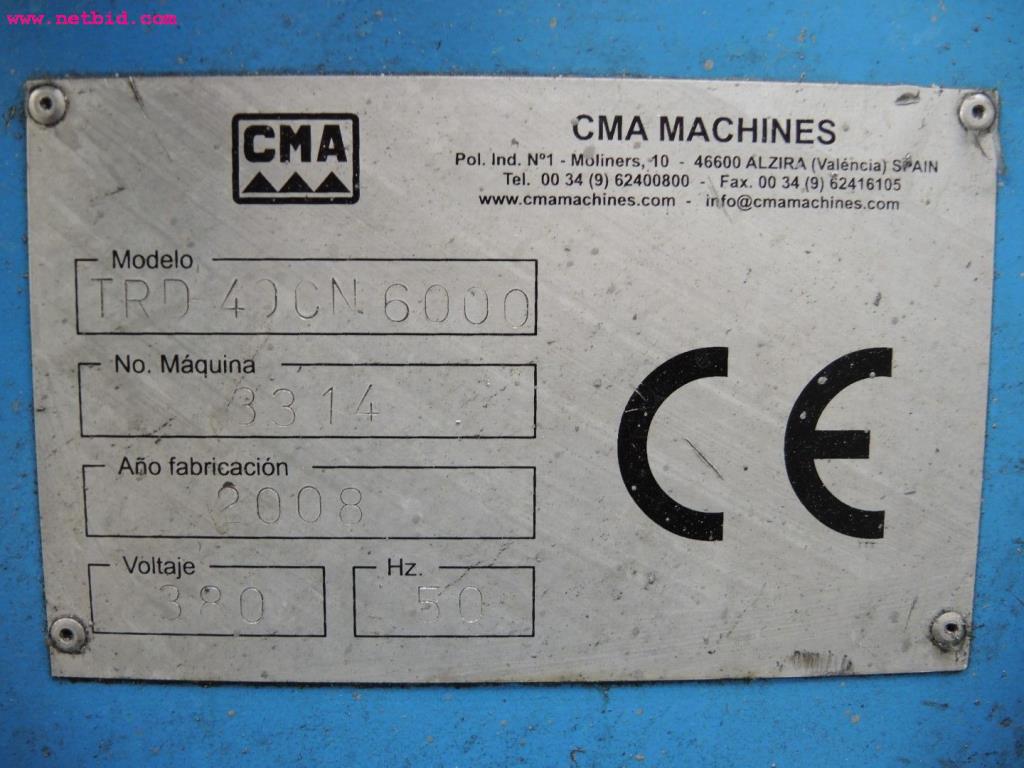 www.netbid.com
CMA
CMA MACHINES
Pol. Ind. Nº1 - Moliners, 10 - 46600 ALZIRA (Valéncia) SPAIN
Tel. 00 34 (9) 62400800 - Fax. 00 34 (9) 62416105
www.cmamachines.com - info@cmamachines.com
Modelo
TRD-40CN 6000
No. Máquina
3314
Año fabricación
2008
Voltaje Hz.
380 50
CE